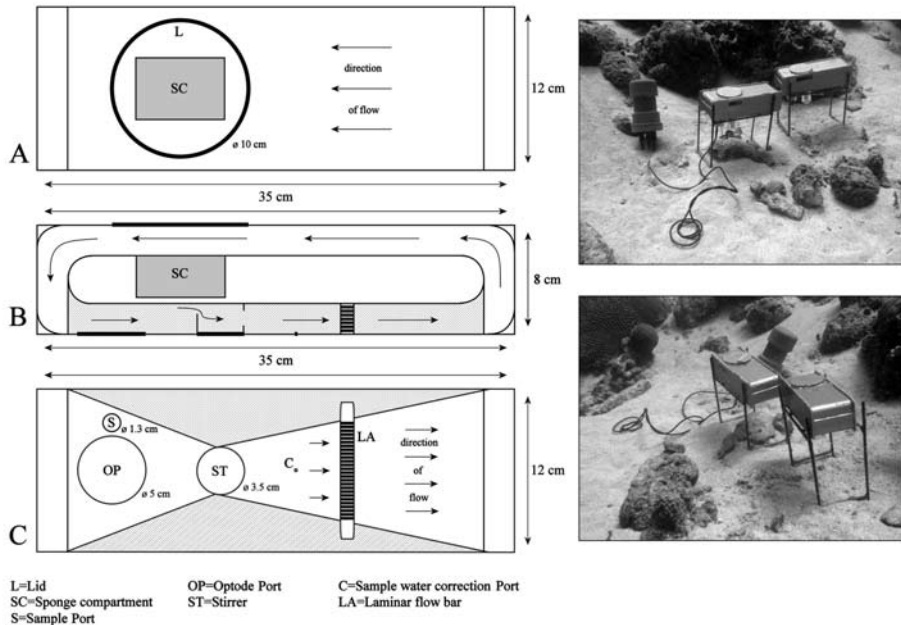 L
SC
direction
of flow
ø 10 cm
12 cm
A
35 cm
SC
8 cm
B
35 cm
S
ø 1.3 cm
LA
OP
ST
C
direction
of
flow
ø 5 cm
ø 3.5 cm
12 cm
C
L=Lid
OP=Optode Port
C=Sample water correction Port
SC=Sponge compartment
ST=Stirrer
LA=Laminar flow bar
S=Sample Port